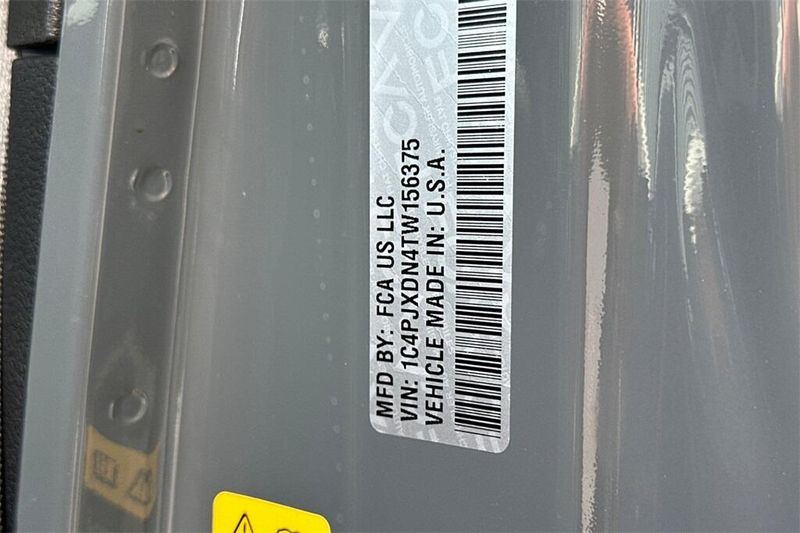 MFD BY: FCA US LLC
VIN: 1C4PJXDN4TW156375
VEHICLE MADE IN: U.S.A.